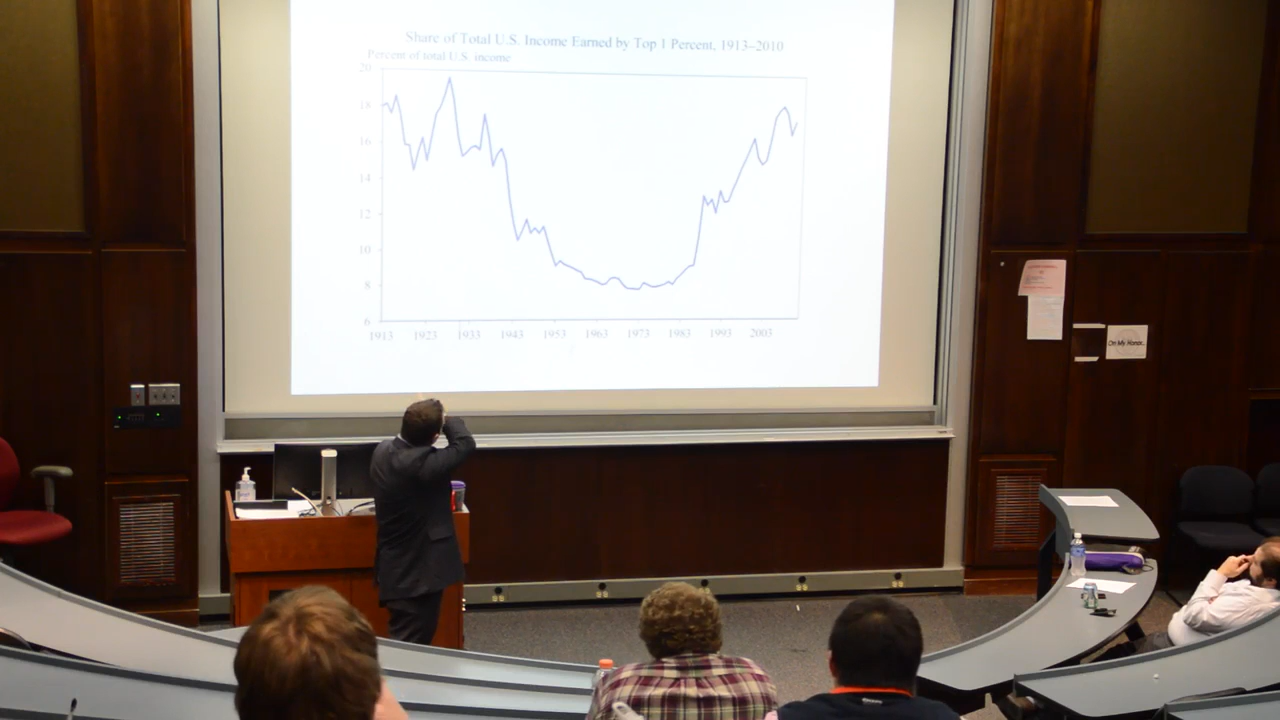 Share of Total U.S. Income Earned by Top 1 Percent, 1913–2010
Percent of total U.S. income
20
18
16
14
12
10
8
6
1913 1923 1933 1943 1953 1963 1973 1983 1993 2003
On My Honor...